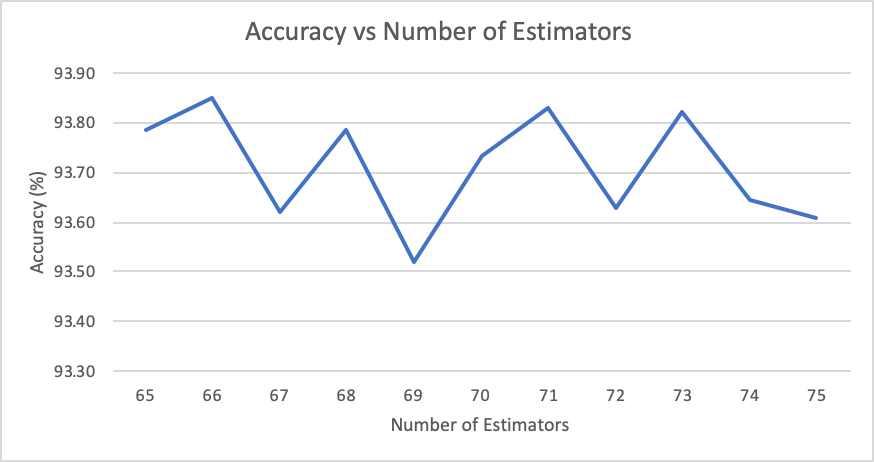 Accuracy vs Number of Estimators
93.90
93.80
93.70
93.60
93.50
93.40
93.30
Accuracy (%)
65 66 67 68 69 70 71 72 73 74 75
Number of Estimators